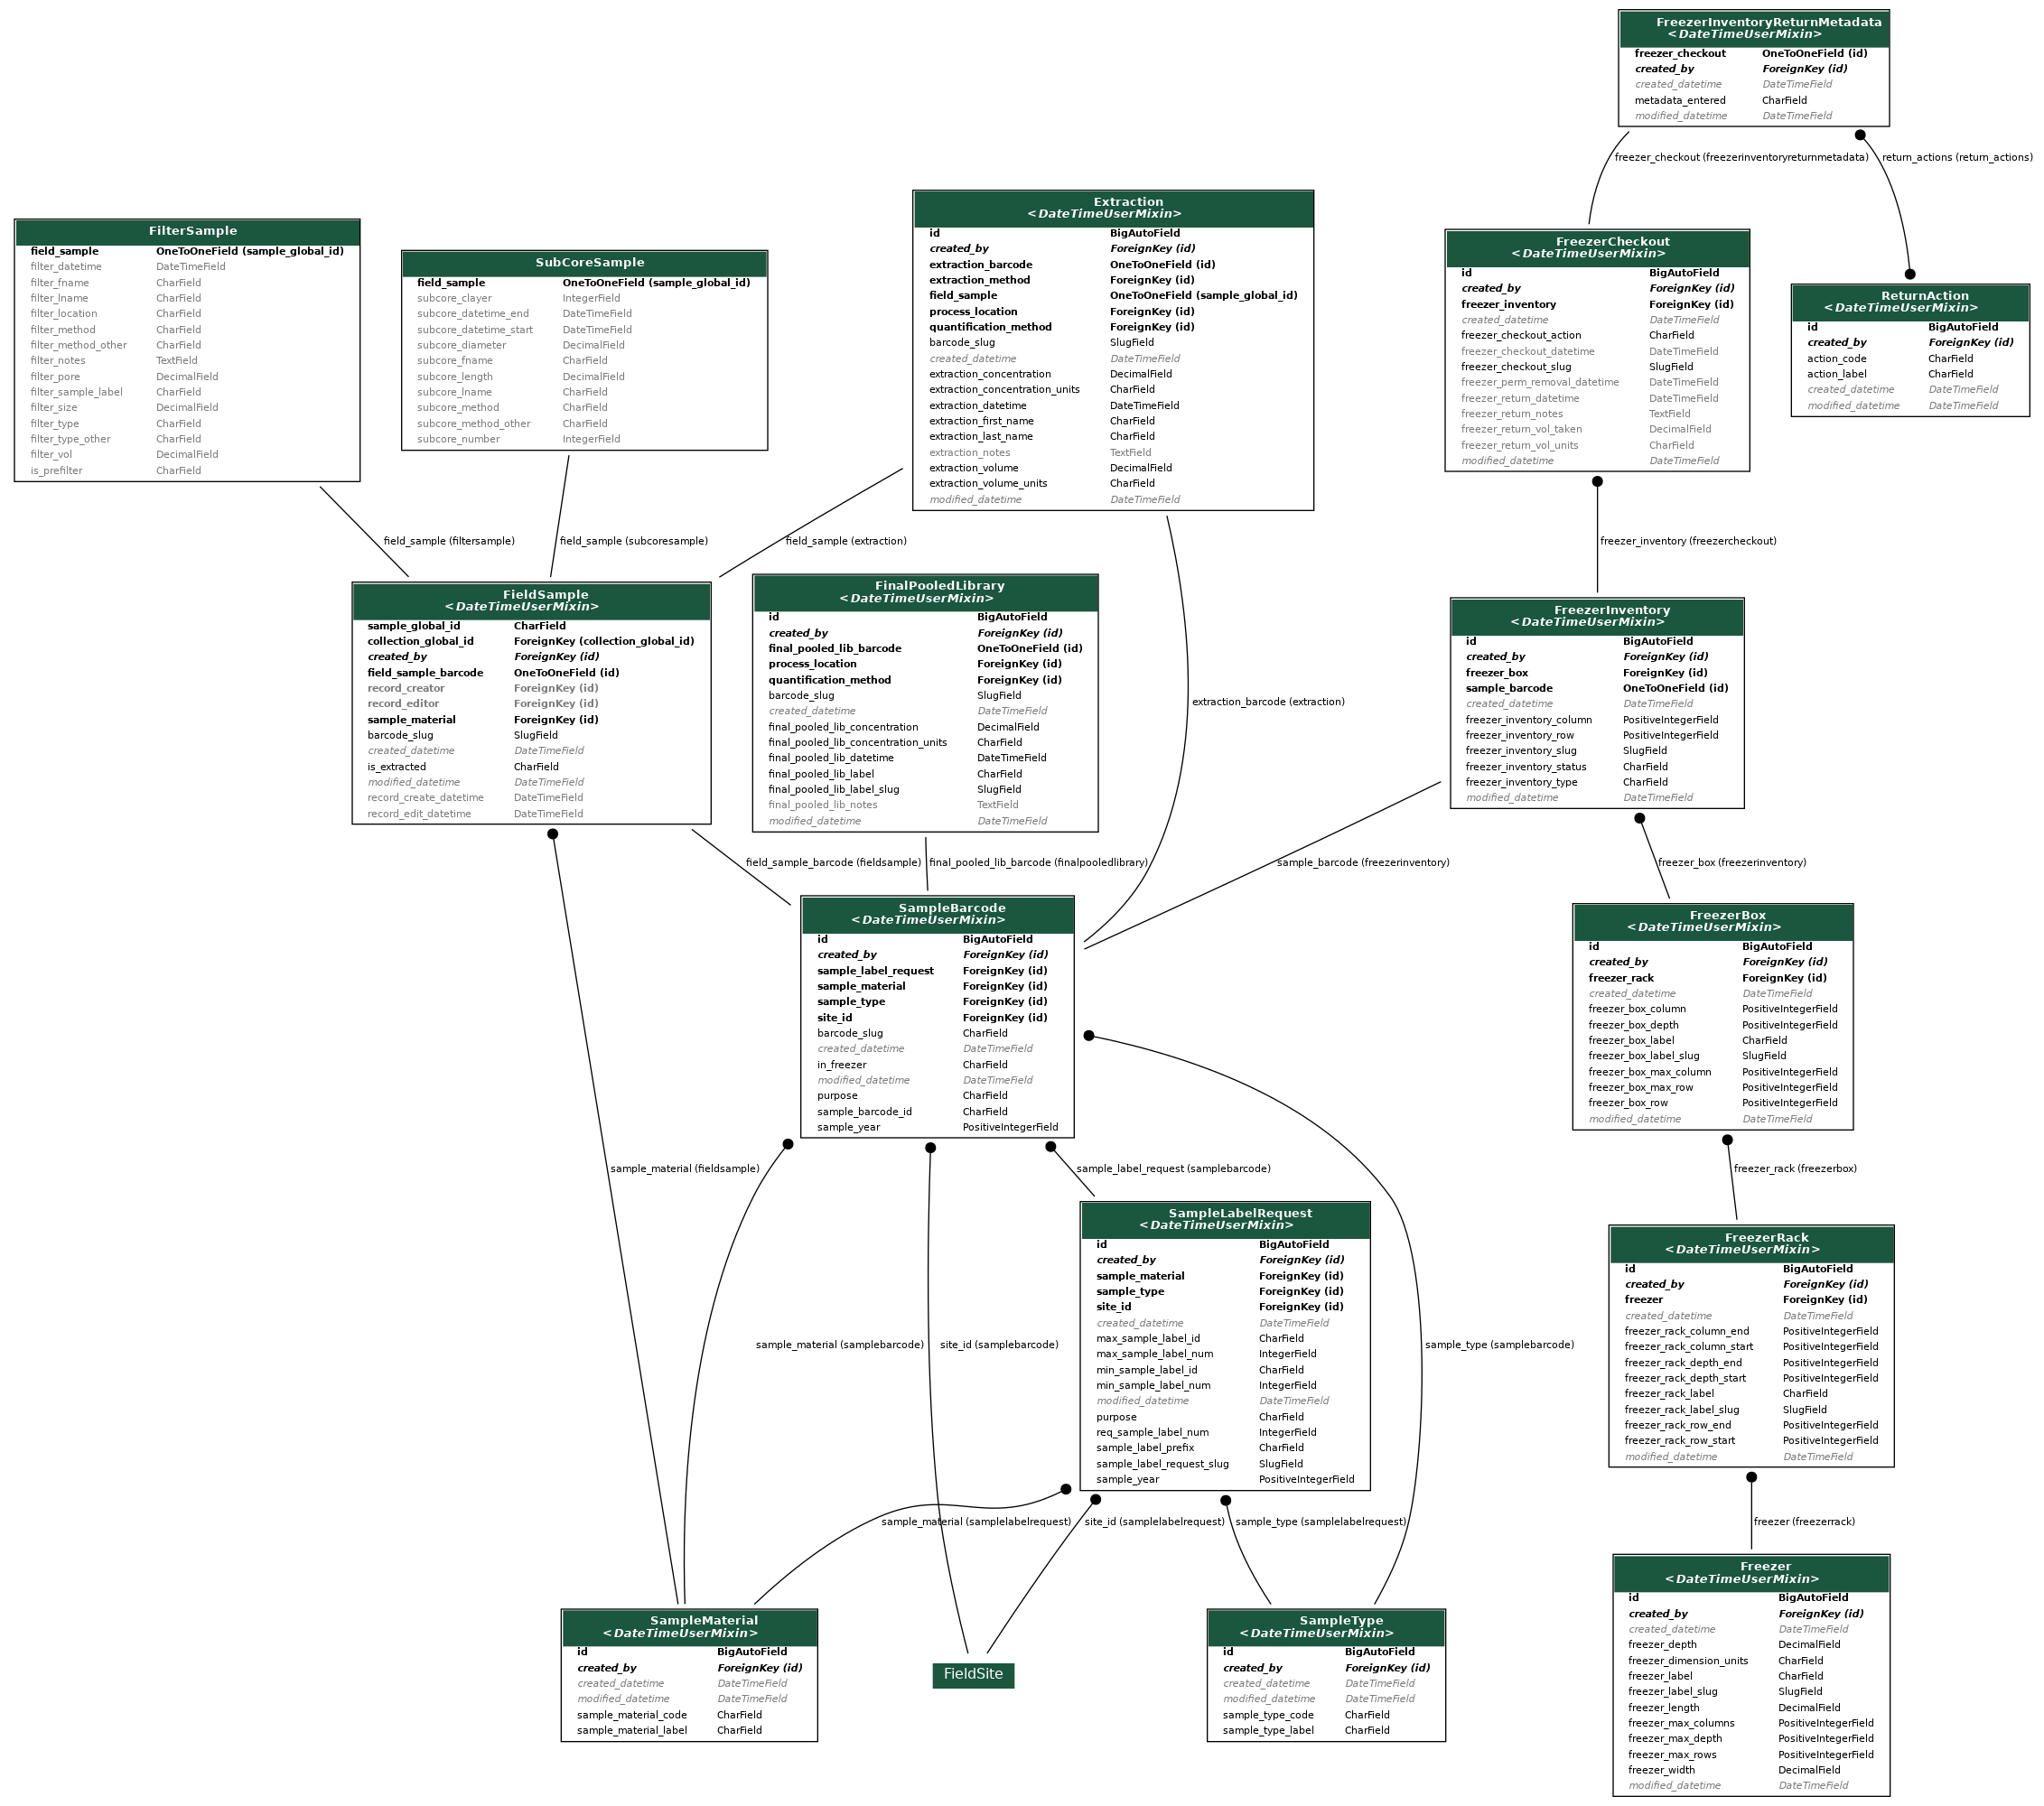 FreezerInventoryReturnMetadata
<DateTimeUserMixin>
freezer_checkout OneToOneField (id)
created_by ForeignKey (id)
created_datetime DateTimeField
metadata_entered CharField
modified_datetime DateTimeField
freezer_checkout (freezerinventoryreturnmetadata)
return_actions (return_actions)
FilterSample
field_sample OneToOneField (sample_global_id)
filter_datetime DateTimeField
filter_fname CharField
filter_lname CharField
filter_location CharField
filter_method CharField
filter_method_other CharField
filter_notes TextField
filter_pore DecimalField
filter_sample_label CharField
filter_size DecimalField
filter_type CharField
filter_type_other CharField
filter_vol DecimalField
is_prefilter CharField
SubCoreSample
field_sample OneToOneField (sample_global_id)
subcore_clayer IntegerField
subcore_datetime_end DateTimeField
subcore_datetime_start DateTimeField
subcore_diameter DecimalField
subcore_fname CharField
subcore_length DecimalField
subcore_lname CharField
subcore_method CharField
subcore_method_other CharField
subcore_number IntegerField
Extraction
<DateTimeUserMixin>
id BigAutoField
created_by ForeignKey (id)
extraction_barcode OneToOneField (id)
extraction_method ForeignKey (id)
field_sample OneToOneField (sample_global_id)
process_location ForeignKey (id)
quantification_method ForeignKey (id)
barcode_slug SlugField
created_datetime DateTimeField
extraction_concentration DecimalField
extraction_concentration_units CharField
extraction_datetime DateTimeField
extraction_first_name CharField
extraction_last_name CharField
extraction_notes TextField
extraction_volume DecimalField
extraction_volume_units CharField
modified_datetime DateTimeField
FreezerCheckout
<DateTimeUserMixin>
id BigAutoField
created_by ForeignKey (id)
freezer_inventory ForeignKey (id)
created_datetime DateTimeField
freezer_checkout_action CharField
freezer_checkout_datetime DateTimeField
freezer_checkout_slug SlugField
freezer_perm_removal_datetime DateTimeField
freezer_return_datetime DateTimeField
freezer_return_notes TextField
freezer_return_vol_taken DecimalField
freezer_return_vol_units CharField
modified_datetime DateTimeField
ReturnAction
<DateTimeUserMixin>
id BigAutoField
created_by ForeignKey (id)
action_code CharField
action_label CharField
created_datetime DateTimeField
modified_datetime DateTimeField
field_sample (filtersample)
field_sample (subcoresample)
field_sample (extraction)
freezer_inventory (freezercheckout)
FieldSample
<DateTimeUserMixin>
sample_global_id CharField
collection_global_id ForeignKey (collection_global_id)
created_by ForeignKey (id)
field_sample_barcode OneToOneField (id)
record_creator ForeignKey (id)
record_editor ForeignKey (id)
sample_material ForeignKey (id)
barcode_slug SlugField
created_datetime DateTimeField
is_extracted CharField
modified_datetime DateTimeField
record_create_datetime DateTimeField
record_edit_datetime DateTimeField
FinalPooledLibrary
<DateTimeUserMixin>
id BigAutoField
created_by ForeignKey (id)
final_pooled_lib_barcode OneToOneField (id)
process_location ForeignKey (id)
quantification_method ForeignKey (id)
barcode_slug SlugField
created_datetime DateTimeField
final_pooled_lib_concentration DecimalField
final_pooled_lib_concentration_units CharField
final_pooled_lib_datetime DateTimeField
final_pooled_lib_label CharField
final_pooled_lib_label_slug SlugField
final_pooled_lib_notes TextField
modified_datetime DateTimeField
extraction_barcode (extraction)
FreezerInventory
<DateTimeUserMixin>
id BigAutoField
created_by ForeignKey (id)
freezer_box ForeignKey (id)
sample_barcode OneToOneField (id)
created_datetime DateTimeField
freezer_inventory_column PositiveIntegerField
freezer_inventory_row PositiveIntegerField
freezer_inventory_slug SlugField
freezer_inventory_status CharField
freezer_inventory_type CharField
modified_datetime DateTimeField
field_sample_barcode (fieldsample)
final_pooled_lib_barcode (finalpooledlibrary)
sample_barcode (freezerinventory)
freezer_box (freezerinventory)
SampleBarcode
<DateTimeUserMixin>
id BigAutoField
created_by ForeignKey (id)
sample_label_request ForeignKey (id)
sample_material ForeignKey (id)
sample_type ForeignKey (id)
site_id ForeignKey (id)
barcode_slug CharField
created_datetime DateTimeField
in_freezer CharField
modified_datetime DateTimeField
purpose CharField
sample_barcode_id CharField
sample_year PositiveIntegerField
FreezerBox
<DateTimeUserMixin>
id BigAutoField
created_by ForeignKey (id)
freezer_rack ForeignKey (id)
created_datetime DateTimeField
freezer_box_column PositiveIntegerField
freezer_box_depth PositiveIntegerField
freezer_box_label CharField
freezer_box_label_slug SlugField
freezer_box_max_column PositiveIntegerField
freezer_box_max_row PositiveIntegerField
freezer_box_row PositiveIntegerField
modified_datetime DateTimeField
sample_material (fieldsample)
sample_label_request (samplebarcode)
freezer_rack (freezerbox)
SampleLabelRequest
<DateTimeUserMixin>
id BigAutoField
created_by ForeignKey (id)
sample_material ForeignKey (id)
sample_type ForeignKey (id)
site_id ForeignKey (id)
created_datetime DateTimeField
max_sample_label_id CharField
max_sample_label_num IntegerField
min_sample_label_id CharField
min_sample_label_num IntegerField
modified_datetime DateTimeField
purpose CharField
req_sample_label_num IntegerField
sample_label_prefix CharField
sample_label_request_slug SlugField
sample_year PositiveIntegerField
FreezerRack
<DateTimeUserMixin>
id BigAutoField
created_by ForeignKey (id)
freezer ForeignKey (id)
created_datetime DateTimeField
freezer_rack_column_end PositiveIntegerField
freezer_rack_column_start PositiveIntegerField
freezer_rack_depth_end PositiveIntegerField
freezer_rack_depth_start PositiveIntegerField
freezer_rack_label CharField
freezer_rack_label_slug SlugField
freezer_rack_row_end PositiveIntegerField
freezer_rack_row_start PositiveIntegerField
modified_datetime DateTimeField
sample_material (samplebarcode)
site_id (samplebarcode)
sample_type (samplebarcode)
sample_material (samplelabelrequest)
site_id (samplelabelrequest)
sample_type (samplelabelrequest)
freezer (freezerrack)
SampleMaterial
<DateTimeUserMixin>
id BigAutoField
created_by ForeignKey (id)
created_datetime DateTimeField
modified_datetime DateTimeField
sample_material_code CharField
sample_material_label CharField
FieldSite
SampleType
<DateTimeUserMixin>
id BigAutoField
created_by ForeignKey (id)
created_datetime DateTimeField
modified_datetime DateTimeField
sample_type_code CharField
sample_type_label CharField
Freezer
<DateTimeUserMixin>
id BigAutoField
created_by ForeignKey (id)
created_datetime DateTimeField
freezer_depth DecimalField
freezer_dimension_units CharField
freezer_label CharField
freezer_label_slug SlugField
freezer_length DecimalField
freezer_max_columns PositiveIntegerField
freezer_max_depth PositiveIntegerField
freezer_max_rows PositiveIntegerField
freezer_width DecimalField
modified_datetime DateTimeField